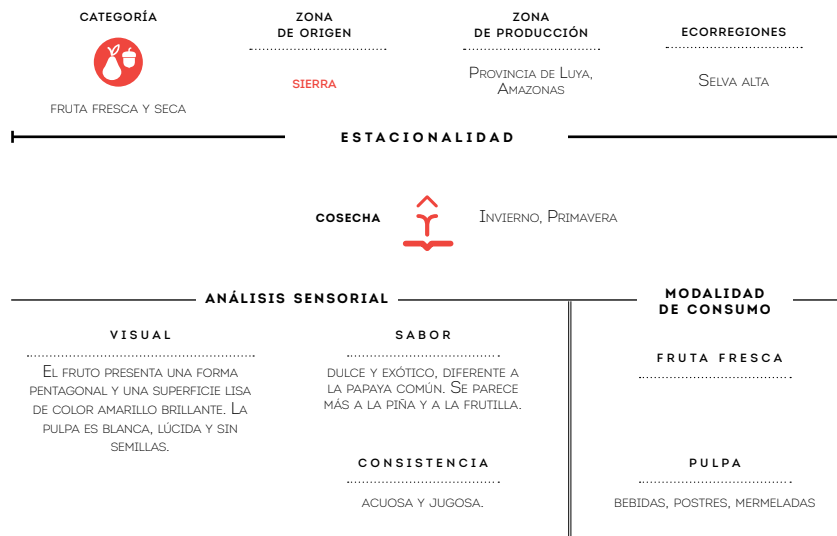 CATEGORÍA
FRUTA FRESCA Y SECA
ZONA
DE ORIGEN
SIERRA
ZONA
DE PRODUCCIÓN
Provincia de Luya,
Amazonas
ECORREGIONES
Selva alta
ESTACIONALIDAD
COSECHA
Invierno, Primavera
ANÁLISIS SENSORIAL
VISUAL
El fruto presenta una forma
pentagonal y una superficie lisa
de color amarillo brillante. La
pulpa es blanca, lúcida y sin
semillas.
SABOR
dulce y exótico, diferente a
la papaya común. Se parece
más a la piña y a la frutilla.
CONSISTENCIA
acuosa y jugosa.
MODALIDAD
DE CONSUMO
FRUTA FRESCA
PULPA
bebidas, postres, mermeladas